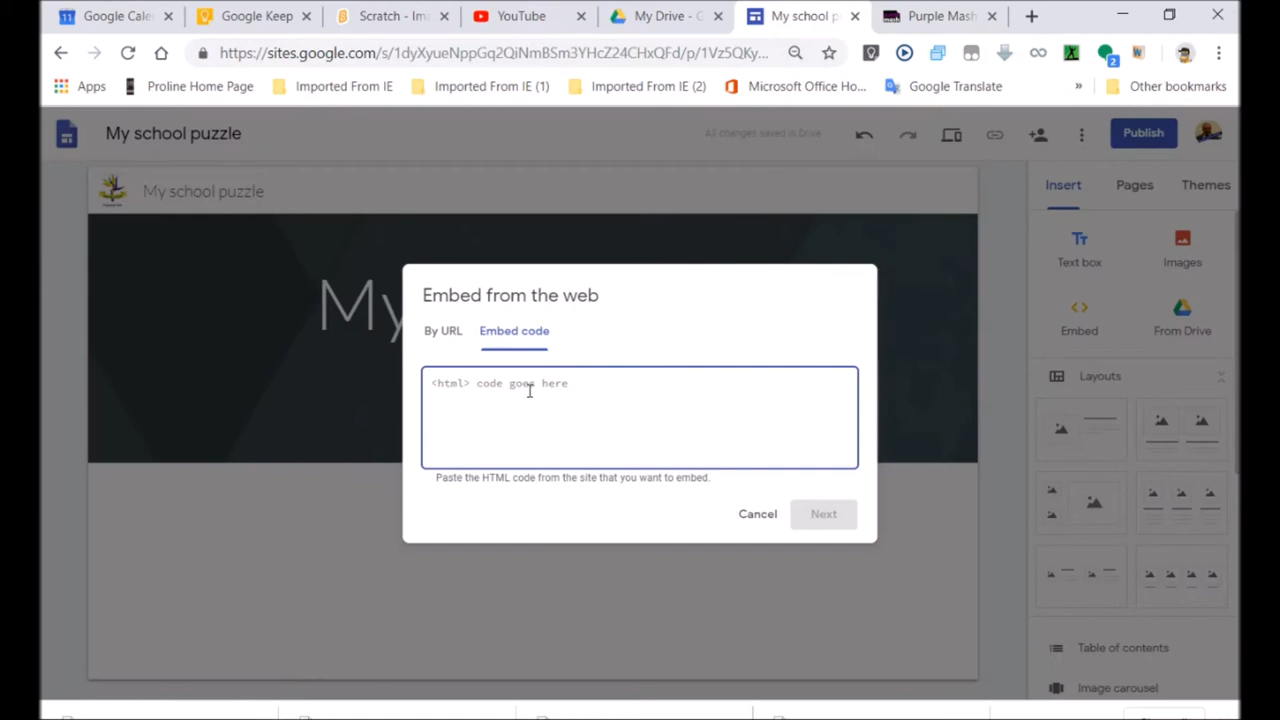 Google Cale
Google Keep
Scratch - Ima
YouTube
My Drive - G
My school p
Purple Mash
https://sites.google.com/s/1dyXyueNppGq2QiNmBSm3YHcZ24CHxQFd/p/1Vz5QKy...
2
Apps
Proline Home Page
Imported From IE
Imported From IE (1)
Imported From IE (2)
Microsoft Office Ho...
Google Translate
»
Other bookmarks
My school puzzle
All changes saved in Drive
Publish
My school puzzle
Insert
Pages
Themes
Text box
Images
Embed
From Drive
My
Embed from the web
By URL
Embed code
<html> code goes here
Paste the HTML code from the site that you want to embed.
Cancel
Next
Layouts
Table of contents
Image carousel